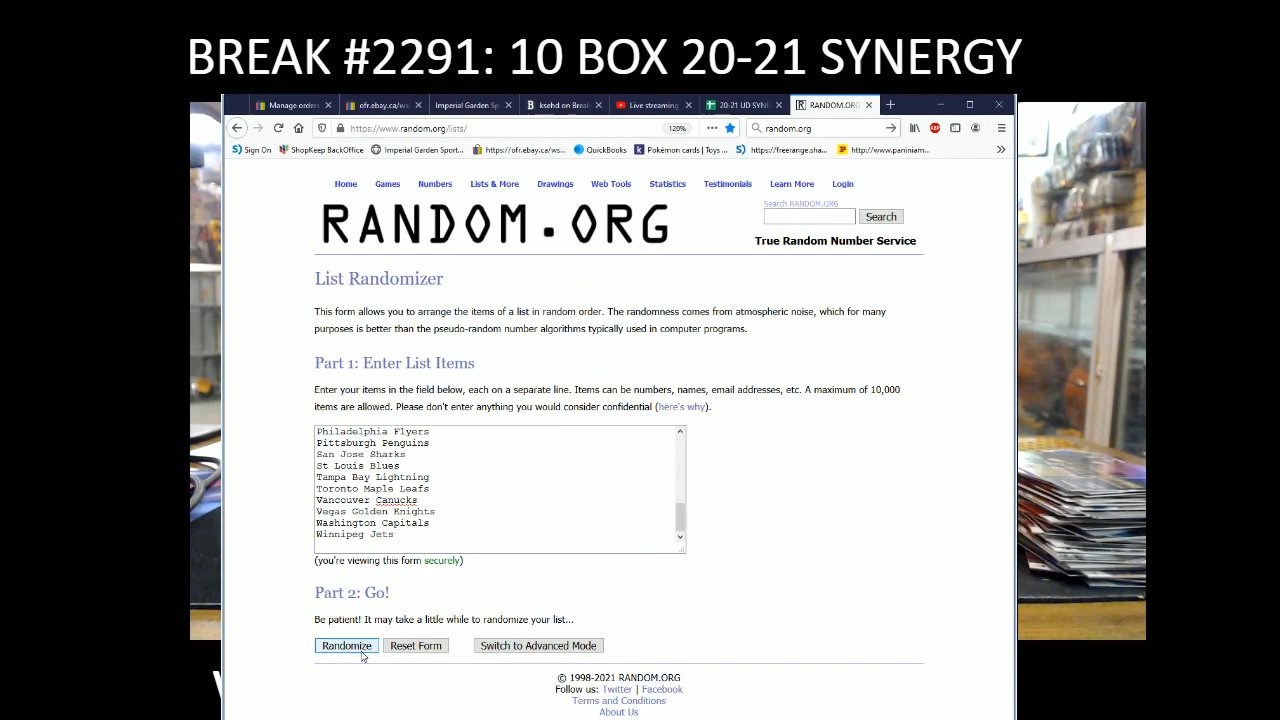 BREAK #2291: 10 BOX 20-21 SYNERGY
Manage order
ofr.ebay.ca/ws
Imperial Garden Sp
ksehd on Break
Live streaming
20-21 UD SYNE
RANDOM.ORG
https://www.random.org/lists/
120%
random.org
Sign On
ShopKeep BackOffice
Imperial Garden Sport...
https://ofr.ebay.ca/ws...
QuickBooks
Pokémon cards | Toys ...
https://freerange.sha...
http://www.paniniam...
Home Games Numbers Lists & More Drawings Web Tools Statistics Testimonials Learn More Login
Search RANDOM.ORG
RANDOM.ORG
Search
True Random Number Service
List Randomizer
This form allows you to arrange the items of a list in random order. The randomness comes from atmospheric noise, which for many
purposes is better than the pseudo-random number algorithms typically used in computer programs.
Part 1: Enter List Items
Enter your items in the field below, each on a separate line. Items can be numbers, names, email addresses, etc. A maximum of 10,000
items are allowed. Please don't enter anything you would consider confidential (here's why).
Philadelphia Flyers
Pittsburgh Penguins
San Jose Sharks
St Louis Blues
Tampa Bay Lightning
Toronto Maple Leafs
Vancouver Canucks
Vegas Golden Knights
Washington Capitals
Winnipeg Jets
(you're viewing this form securely)
Part 2: Go!
Be patient! It may take a little while to randomize your list...
Randomize Reset Form Switch to Advanced Mode
© 1998-2021 RANDOM.ORG
Follow us: Twitter | Facebook
Terms and Conditions
About Us